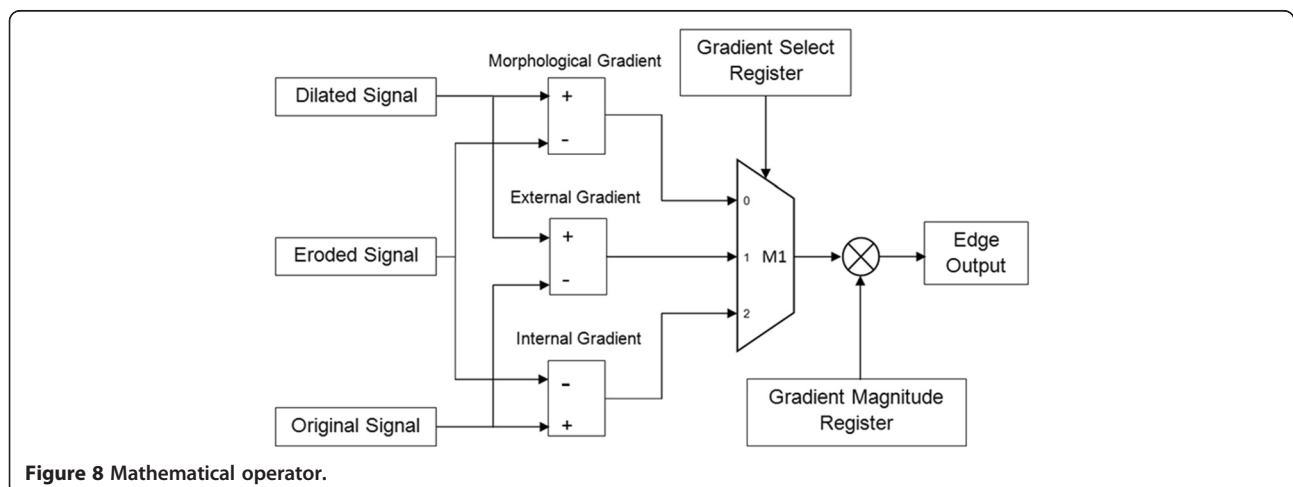 Morphological Gradient
Gradient Select
Register
Dilated Signal
+
-
External Gradient
0
Eroded Signal
+
-
1
M1
Edge
Output
Internal Gradient
2
-
+
Original Signal
Gradient Magnitude
Register
Figure 8 Mathematical operator.